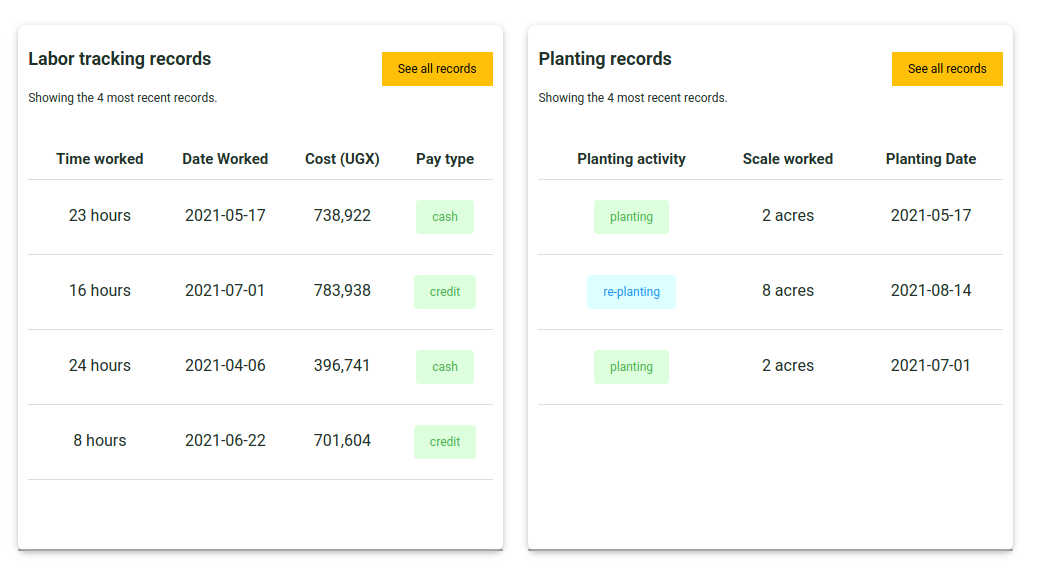 Labor tracking records
See all records
Showing the 4 most recent records.
Time worked Date Worked Cost (UGX) Pay type
23 hours 2021-05-17 738,922 cash
16 hours 2021-07-01 783,938 credit
24 hours 2021-04-06 396,741 cash
8 hours 2021-06-22 701,604 credit
Planting records
See all records
Showing the 4 most recent records.
Planting activity Scale worked Planting Date
planting 2 acres 2021-05-17
re-planting 8 acres 2021-08-14
planting 2 acres 2021-07-01